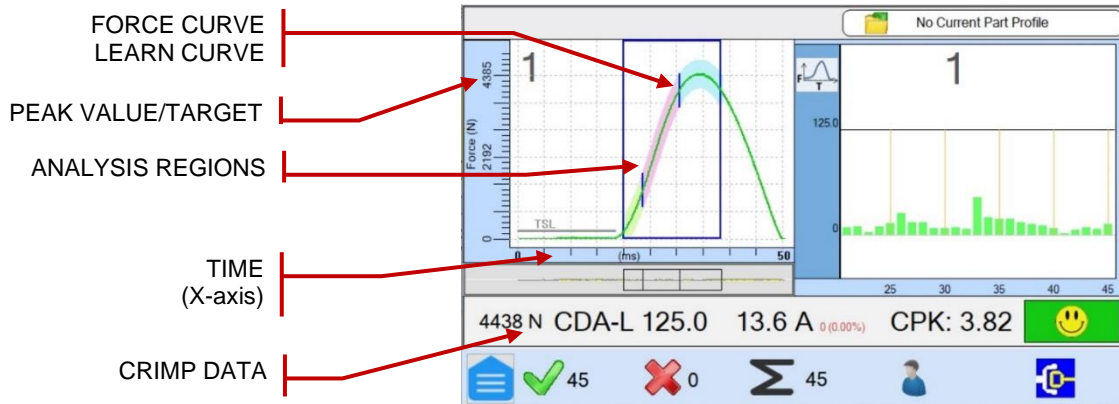 FORCE CURVE
LEARN CURVE
PEAK VALUE/TARGET
ANALYSIS REGIONS
TIME
(X-axis)
CRIMP DATA
No Current Part Profile
1
4385
Force (N)
2192
0
TSL
0 (ms) 50
F
T
1
125.0
0
25 30 35 40 45
4438 N CDA-L 125.0 13.6 A 0 (0.00%) CPK: 3.82
45 0 Σ 45